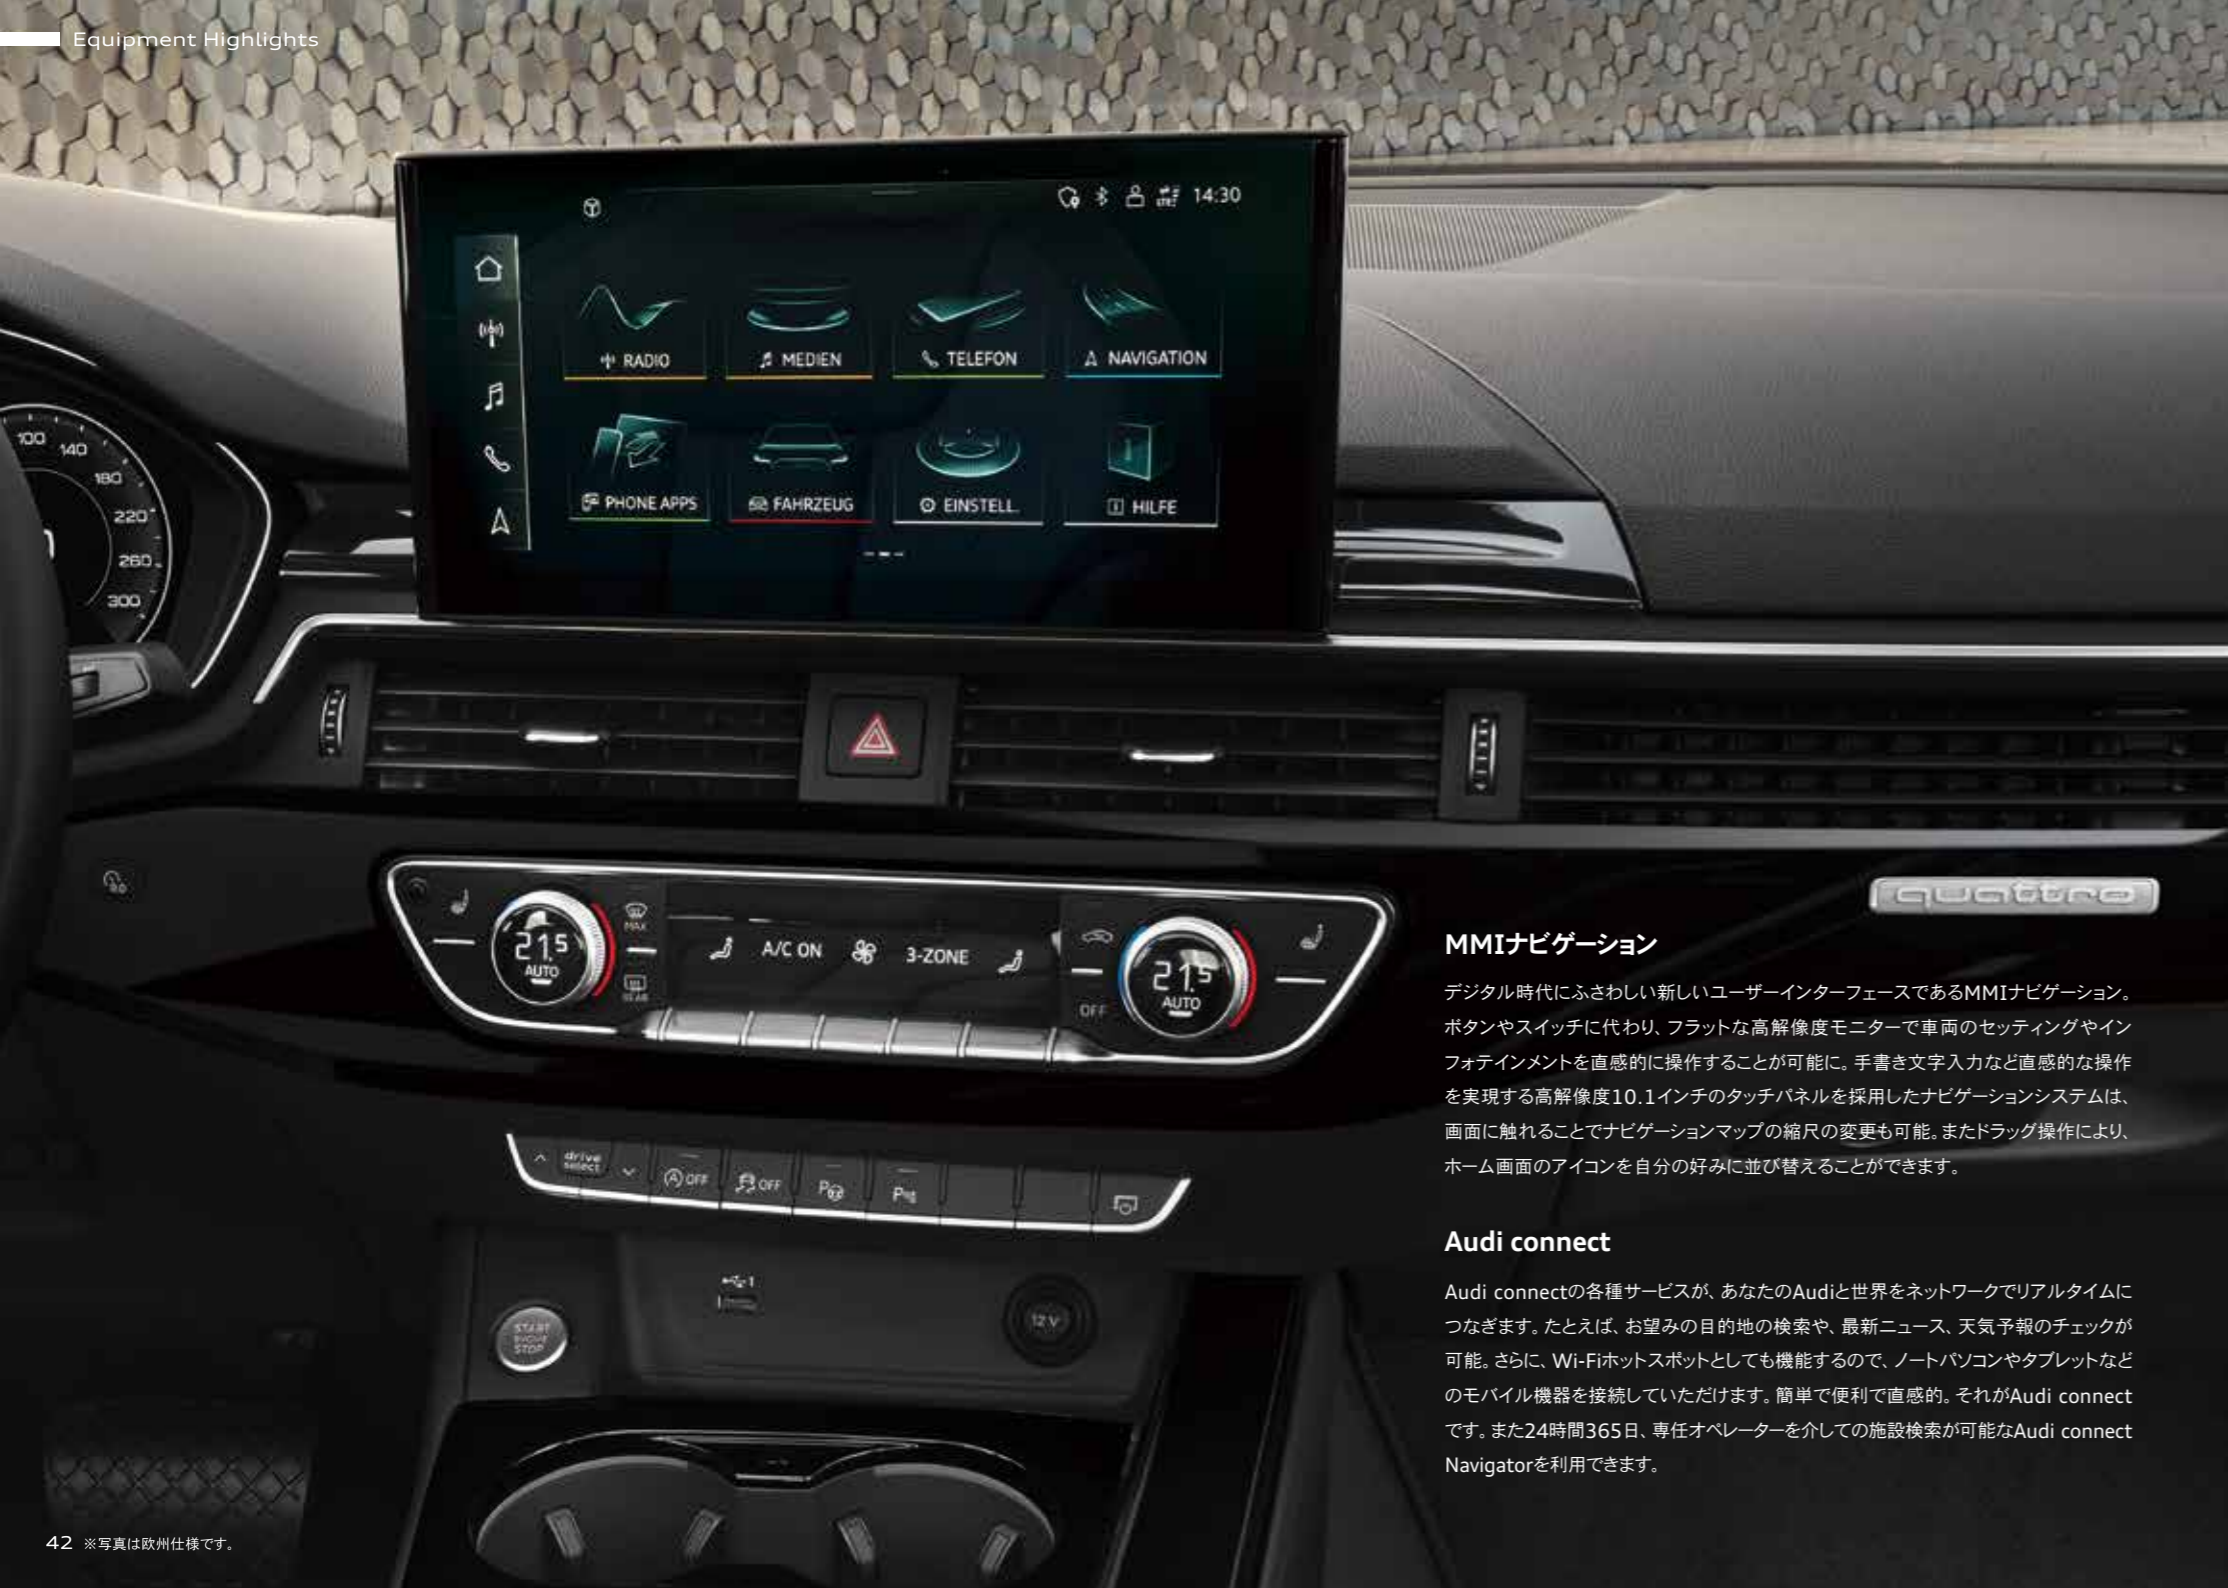 Equipment Highlights
14:30
RADIO
MEDIEN
TELEFON
NAVIGATION
PHONE APPS
FAHRZEUG
EINSTELL.
HILFE
100
140
180
220
260
300
21.5
AUTO
MAX
REAR
A/C ON
3-ZONE
OFF
21.5
AUTO
quattro
drive
select
OFF
OFF
START
ENGINE
STOP
1
12V
MMIナビゲーション
デジタル時代にふさわしい新しいユーザーインターフェースであるMMIナビゲーション。
ボタンやスイッチに代わり、フラットな高解像度モニターで車両のセッティングやイン
フォテインメントを直感的に操作することが可能に。手書き文字入力など直感的な操作
を実現する高解像度10.1インチのタッチパネルを採用したナビゲーションシステムは、
画面に触れることでナビゲーションマップの縮尺の変更も可能。またドラッグ操作により、
ホーム画面のアイコンを自分の好みに並び替えることができます。
Audi connect
Audi connectの各種サービスが、あなたのAudiと世界をネットワークでリアルタイムに
つなぎます。たとえば、お望みの目的地の検索や、最新ニュース、天気予報のチェックが
可能。さらに、Wi-Fiホットスポットとしても機能するので、ノートパソコンやタブレットなど
のモバイル機器を接続していただけます。簡単で便利で直感的。それがAudi connect
です。また24時間365日、専任オペレーターを介しての施設検索が可能なAudi connect
Navigatorを利用できます。
42 ※写真は欧州仕様です。